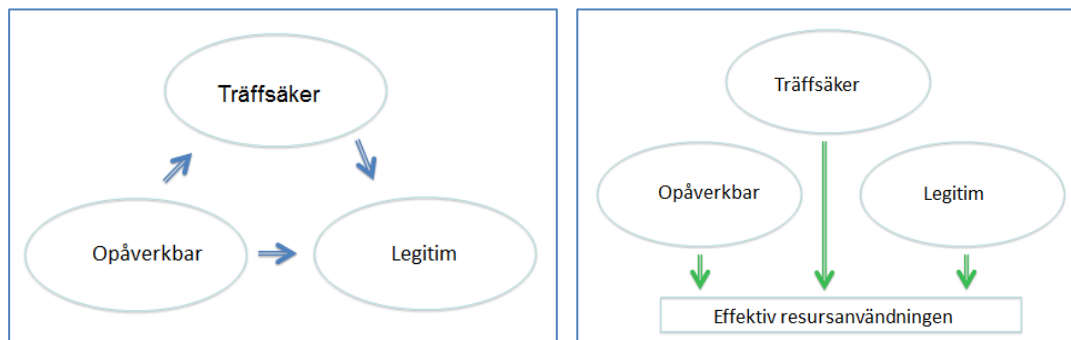 Träffsäker
Opåverkbar
Legitim
Träffsäker
Opåverkbar
Legitim
Effektiv resursanvändningen